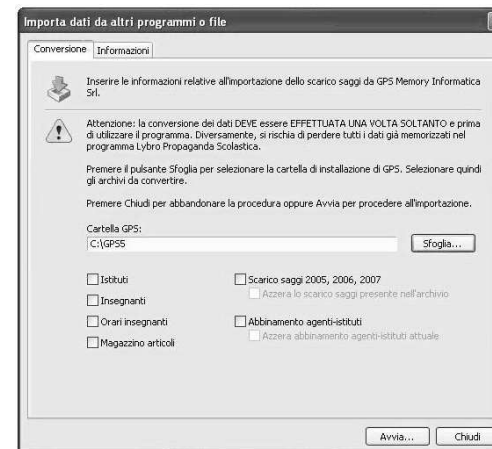 Importa dati da altri programmi o file
Conversione Informazioni
Inserire le informazioni relative all'importazione dello scarico saggi da GPS Memory Informatica
Srl.
Attenzione: la conversione dei dati DEVE essere EFFETTUATA UNA VOLTA SOLTANTO e prima
di utilizzare il programma. Diversamente, si rischia di perdere tutti i dati già memorizzati nel
programma Lybro Propaganda Scolastica.
Premere il pulsante Sfoglia per selezionare la cartella di installazione di GPS. Selezionare quindi
gli archivi da convertire.
Premere Chiudi per abbandonare la procedura oppure Avvia per procedere all'importazione.
Cartella GPS:
C:\GPS5 Sfoglia...
Istituti Scarico saggi 2005, 2006, 2007
Azzera lo scarico saggi presente nell'archivio
Insegnanti
Orari insegnanti Abbinamento agenti-istituti
Azzera abbinamento agenti-istituti attuale
Magazzino articoli
Avvia... Chiudi